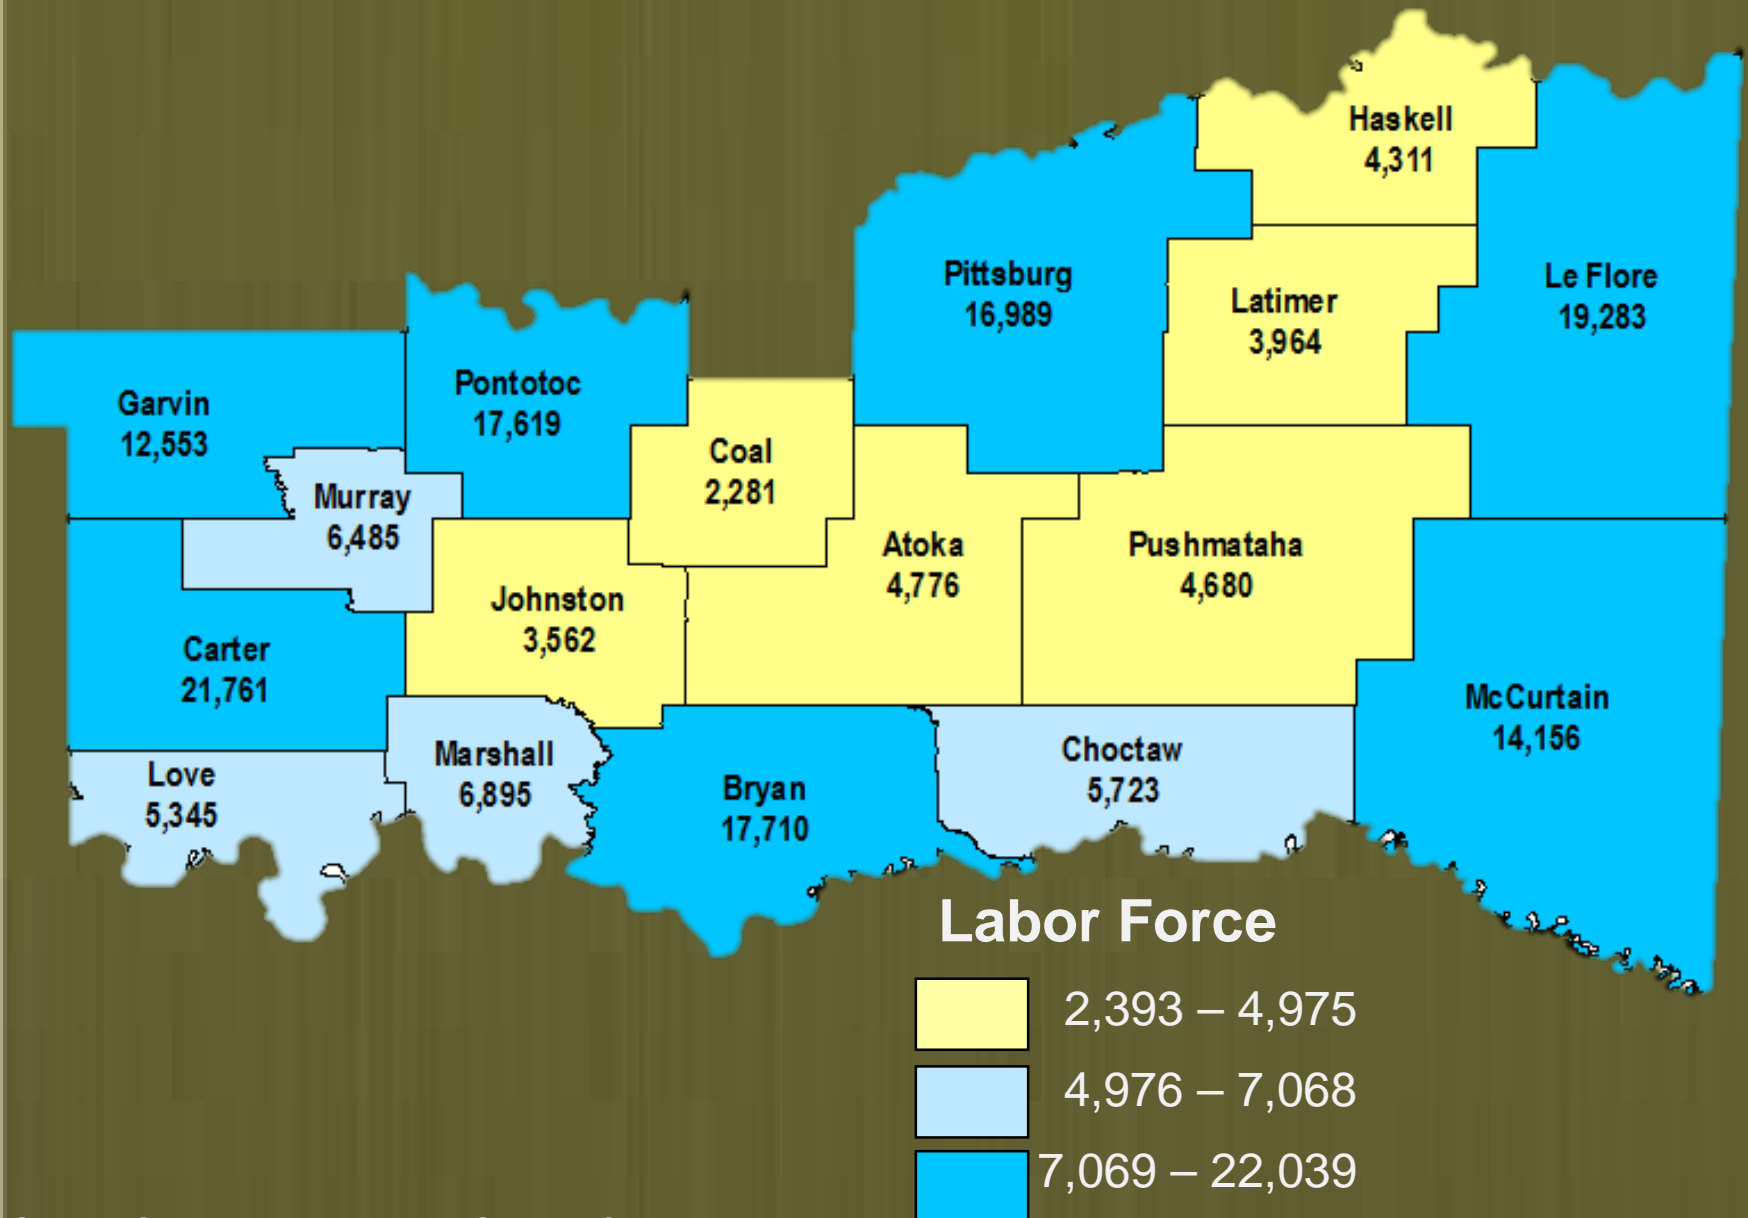 Haskell
4,311
Pittsburg
16,989
Latimer
3,964
Le Flore
19,283
Garvin
12,553
Pontotoc
17,619
Coal
2,281
Murray
6,485
Atoka
4,776
Pushmataha
4,680
Johnston
3,562
Carter
21,761
McCurtain
14,156
Love
5,345
Marshall
6,895
Bryan
17,710
Choctaw
5,723
Labor Force
2,393 – 4,975
4,976 – 7,068
7,069 – 22,039